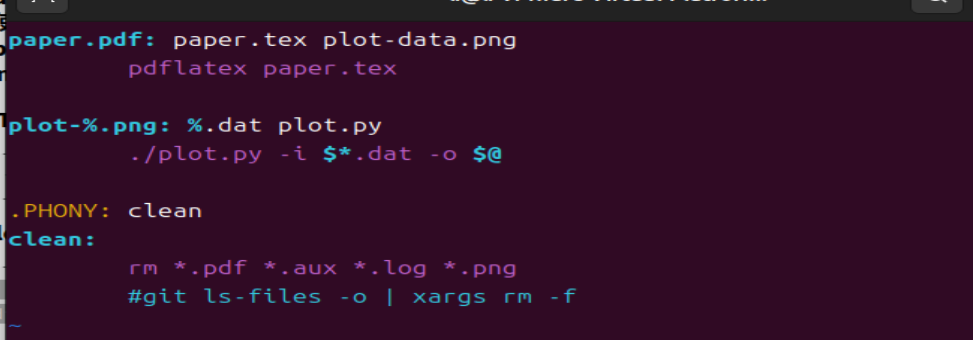 paper.pdf: paper.tex plot-data.png
pdflatex paper.tex
plot-%.png: %.dat plot.py
./plot.py -i $*.dat -o $@
.PHONY: clean
clean:
rm *.pdf *.aux *.log *.png
#git ls-files -o | xargs rm -f
~